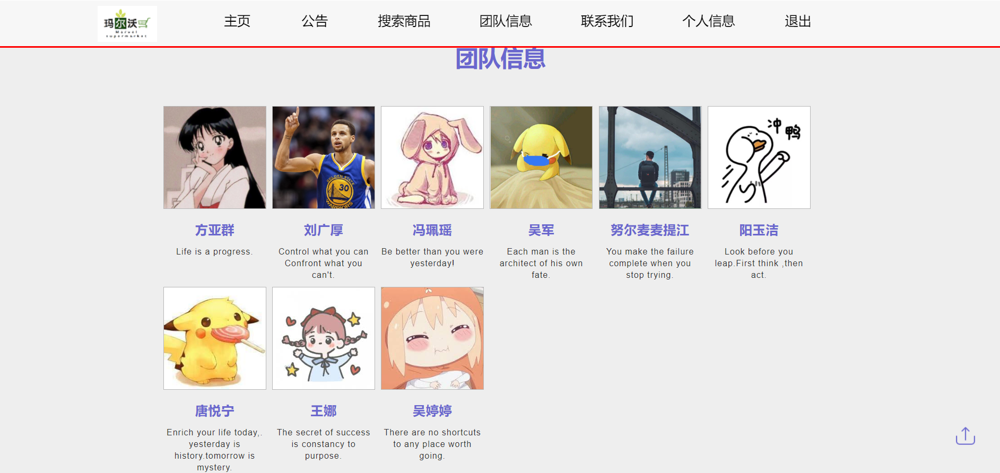 玛尔沃
Marwol
supermarket
主页 公告 搜索商品 团队信息 联系我们 个人信息 退出
团队信息
GOLDEN STATE
30
WARRIORS
冲鸭
方亚群 刘广厚 冯珮瑶 吴军 努尔麦麦提江 阳玉洁
Life is a progress.
Control what you can
Confront what you
can't.
Be better than you were
yesterday!
Each man is the
architect of his own
fate.
You make the failure
complete when you
stop trying.
Look before you
leap.First think ,then
act.
唐悦宁 王娜 吴婷婷
Enrich your life today,.
yesterday is
history.tomorrow is
mystery.
The secret of success
is constancy to
purpose.
There are no shortcuts
to any place worth
going.